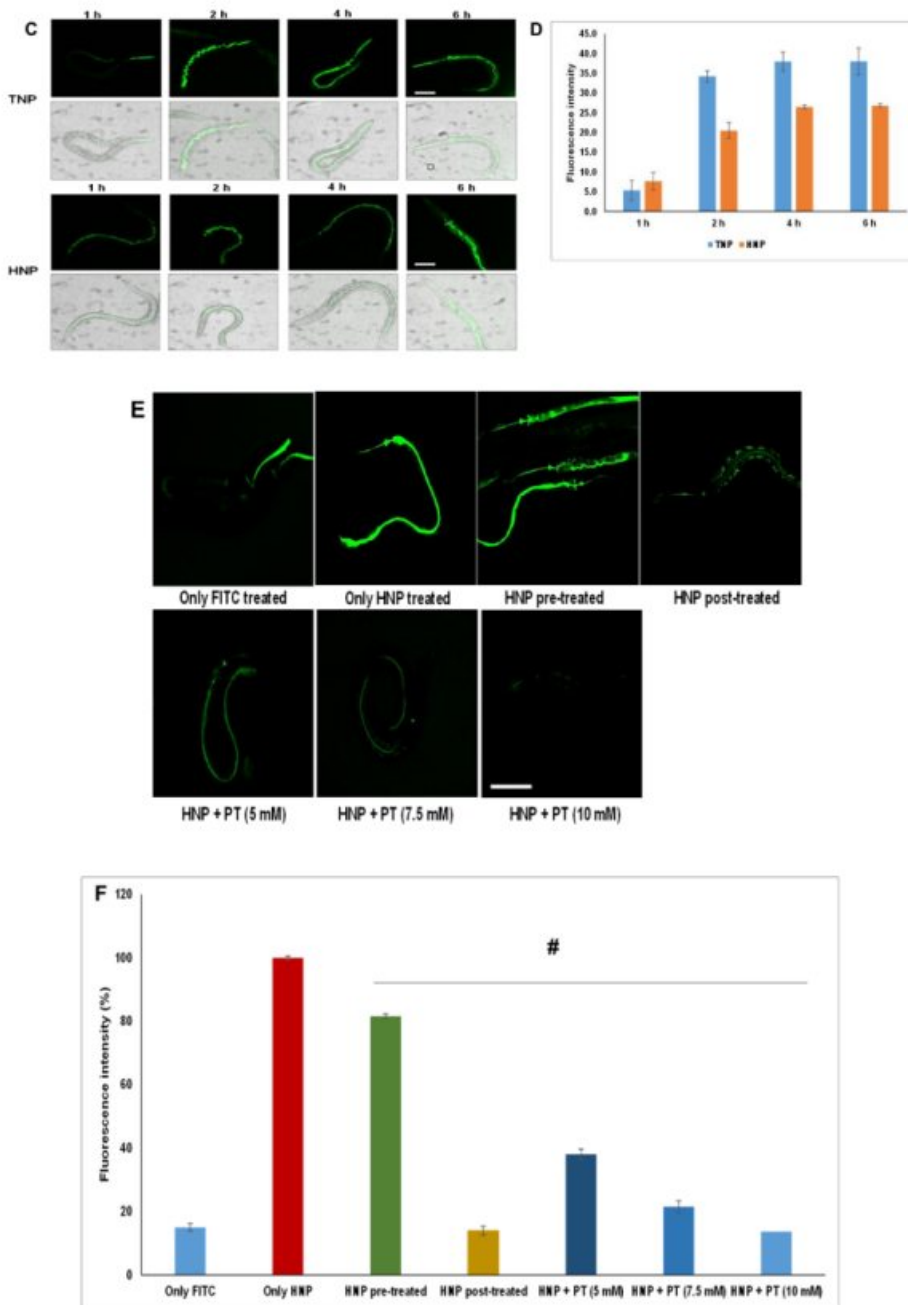 C
1 h 2 h 4 h 6 h
TNP
1 h 2 h 4 h 6 h
HNP
D
Fluorescence intensity
45.0
40.0
35.0
30.0
25.0
20.0
15.0
10.0
5.0
0.0
1 h 2 h 4 h 6 h
TNP HNP
E
Only FITC treated Only HNP treated HNP pre-treated HNP post-treated
HNP + PT (5 mM) HNP + PT (7.5 mM) HNP + PT (10 mM)
F
Fluorescence intensity (%)
120
100
80
60
40
20
0
#
Only FITC Only HNP HNP pre-treated HNP post-treated HNP + PT (5 mM) HNP + PT (7.5 mM) HNP + PT (10 mM)